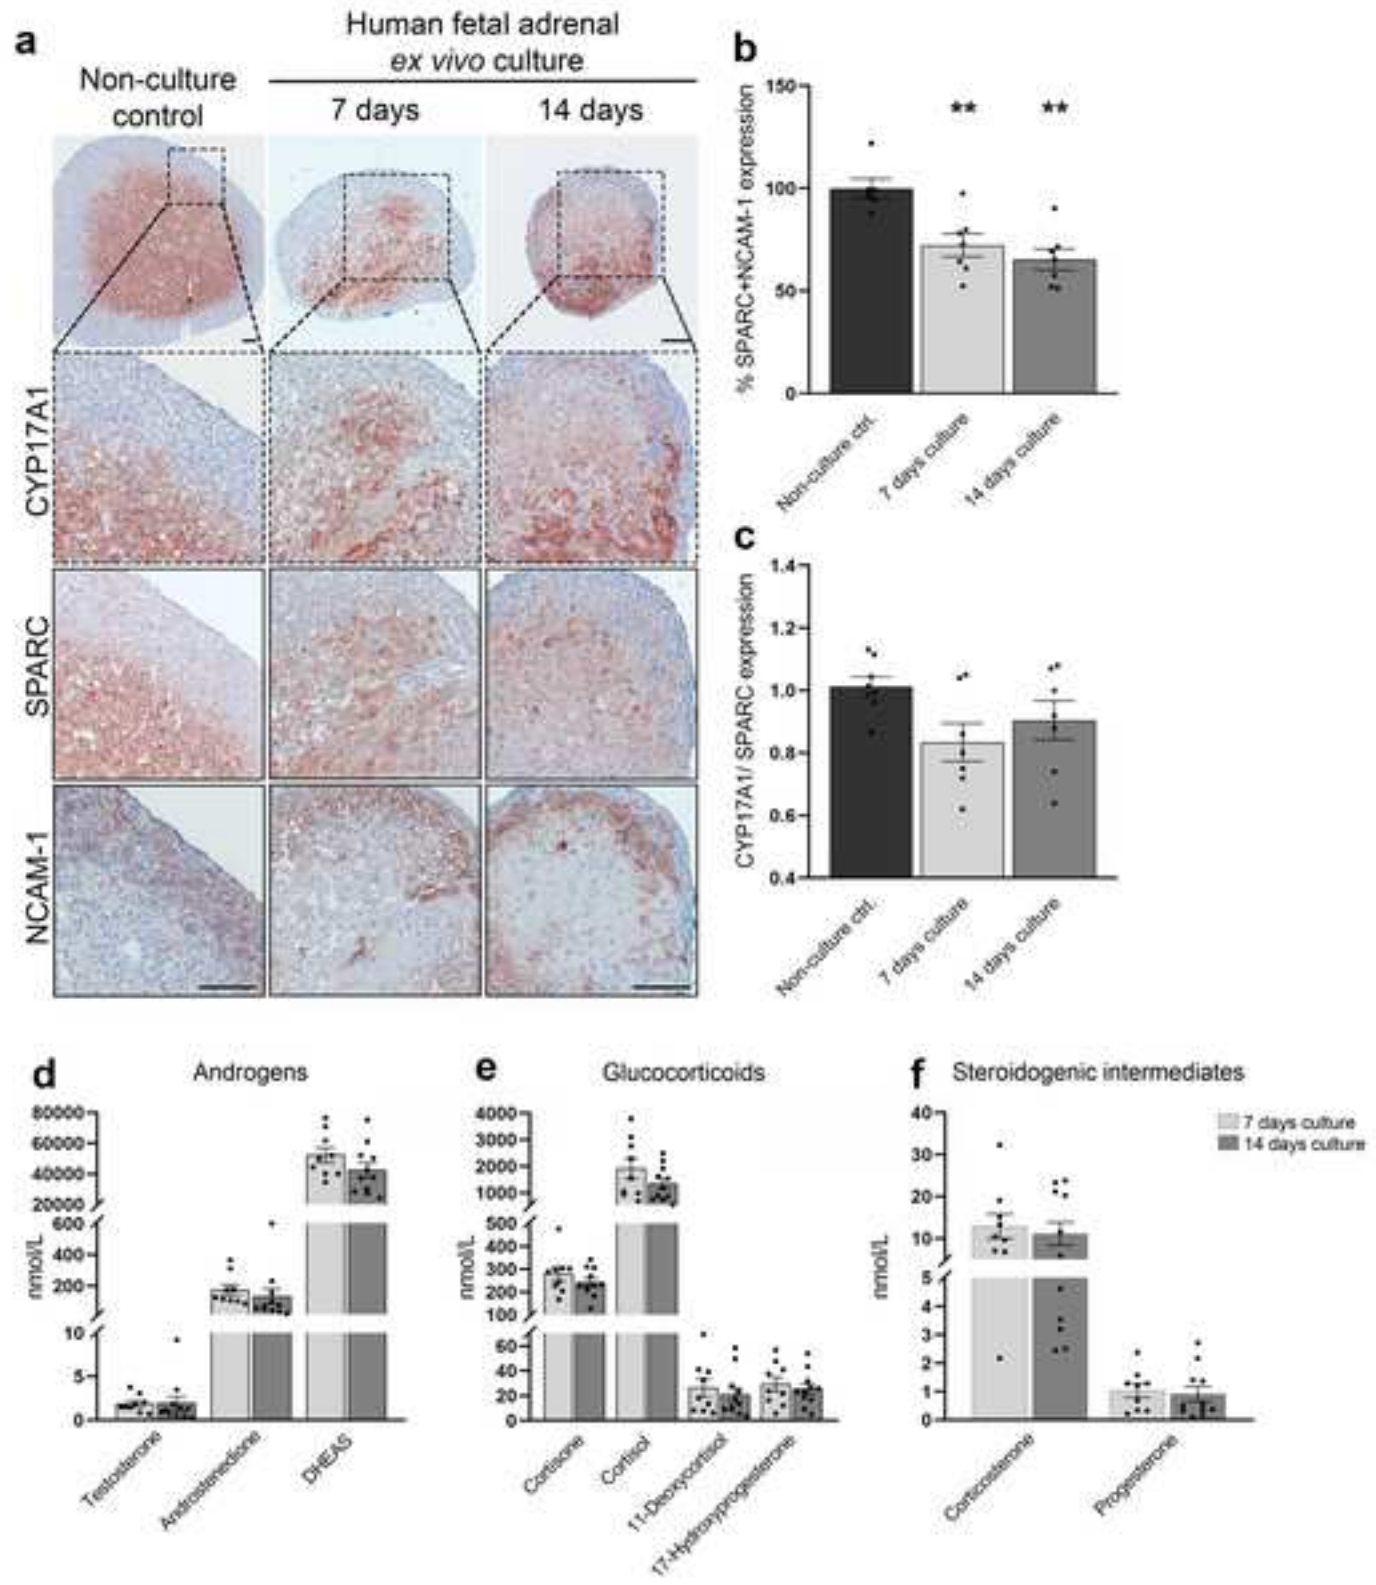 a
Human fetal adrenal
ex vivo culture
Non-culture
control
7 days
14 days
CYP17A1
SPARC
NCAM-1
b
% SPARC+NCAM-1 expression
150
100
50
0
**
**
Non-culture ctrl.
7 days culture
14 days culture
c
CYP17A1/ SPARC expression
1.4
1.2
1.0
0.8
0.6
0.4
Non-culture ctrl.
7 days culture
14 days culture
d
Androgens
nmol/L
80000
60000
40000
20000
600
400
200
10
5
0
Testosterone
Androstenedione
DHEAS
e
Glucocorticoids
nmol/L
4000
3000
2000
1000
500
400
300
200
100
60
40
20
0
Cortisone
Cortisol
11-Deoxycortisol
17-Hydroxyprogesterone
f
Steroidogenic intermediates
nmol/L
40
30
20
10
5
4
3
2
1
0
Corticosterone
Progesterone
7 days culture
14 days culture